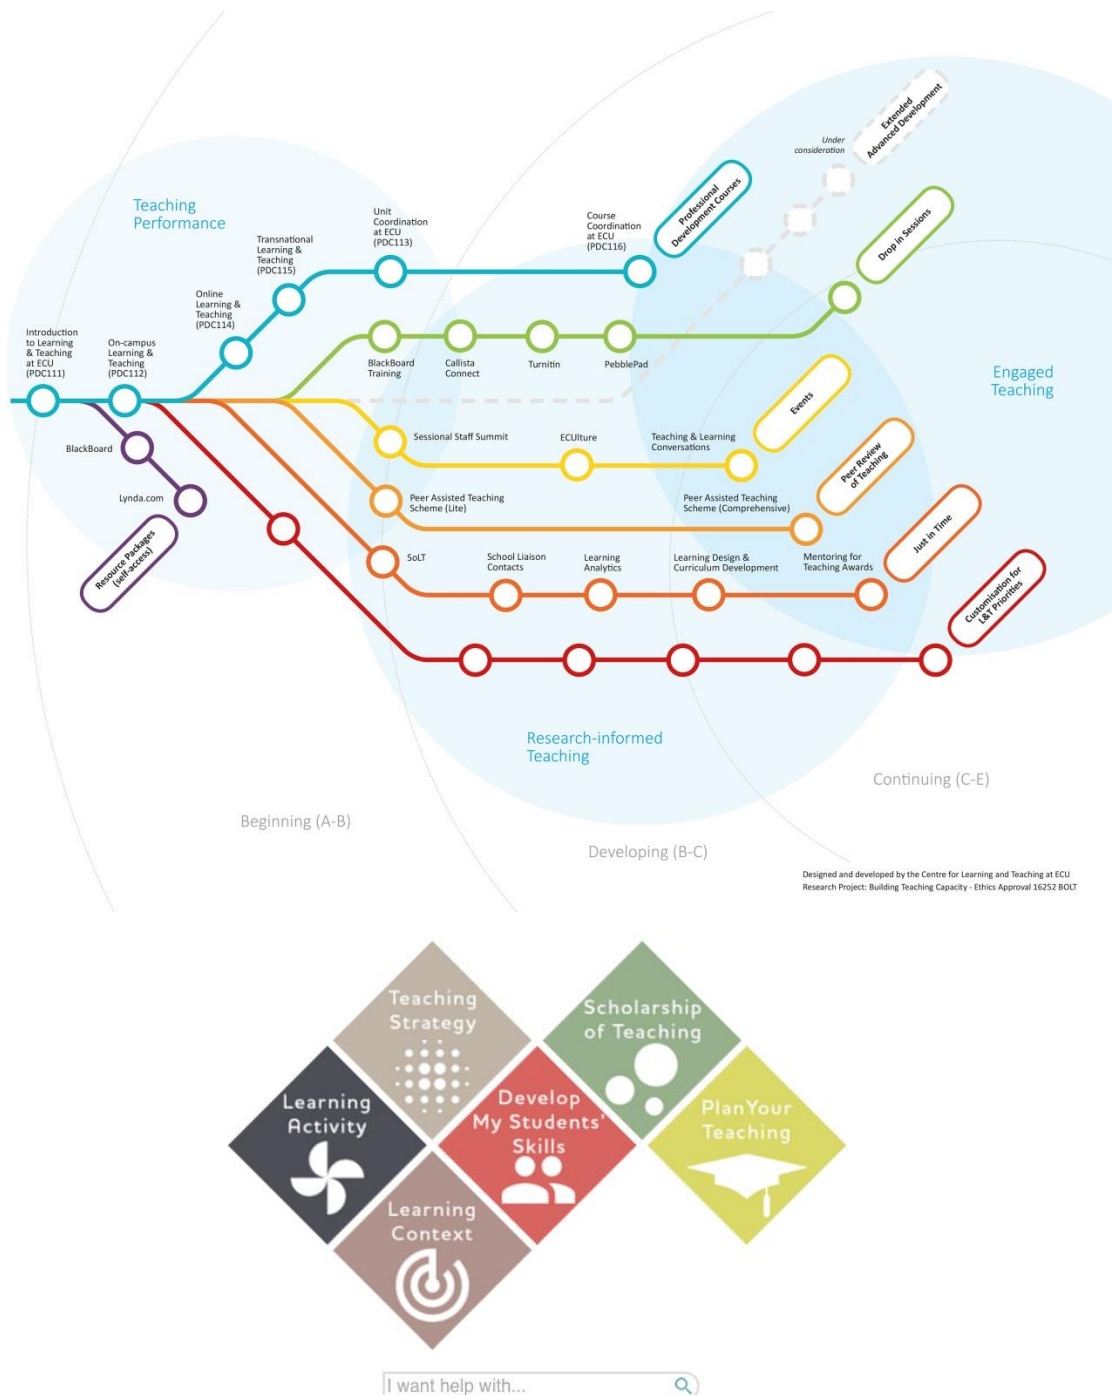 Teaching
Performance
Introduction
to Learning
& Teaching
at ECU
(PDC111)
On-campus
Learning &
Teaching
(PDC112)
Online
Learning &
Teaching
(PDC114)
Transnational
Learning &
Teaching
(PDC115)
Unit
Coordination
at ECU
(PDC113)
Course
Coordination
at ECU
(PDC116)
Professional
Development Courses
Under
consideration
Extended
Advanced Development
BlackBoard
Training
Callista
Connect
Turnitin
PebblePad
Drop in Sessions
Engaged
Teaching
Sessional Staff Summit
ECUlture
Teaching & Learning
Conversations
Events
BlackBoard
Lynda.com
Resource Packages
(self-access)
Peer Assisted Teaching
Scheme (Lite)
Peer Assisted Teaching
Scheme (Comprehensive)
Peer Review
of Teaching
SoLT
School Liaison
Contacts
Learning
Analytics
Learning Design &
Curriculum Development
Mentoring for
Teaching Awards
Just in Time
Customisation for
L&T Priorities
Research-informed
Teaching
Beginning (A-B)
Developing (B-C)
Continuing (C-E)
Designed and developed by the Centre for Learning and Teaching at ECU
Research Project: Building Teaching Capacity - Ethics Approval 16252 BOLT
Teaching
Strategy
Scholarship
of Teaching
Learning
Activity
Develop
My Students'
Skills
PlanYour
Teaching
Learning
Context
I want help with...